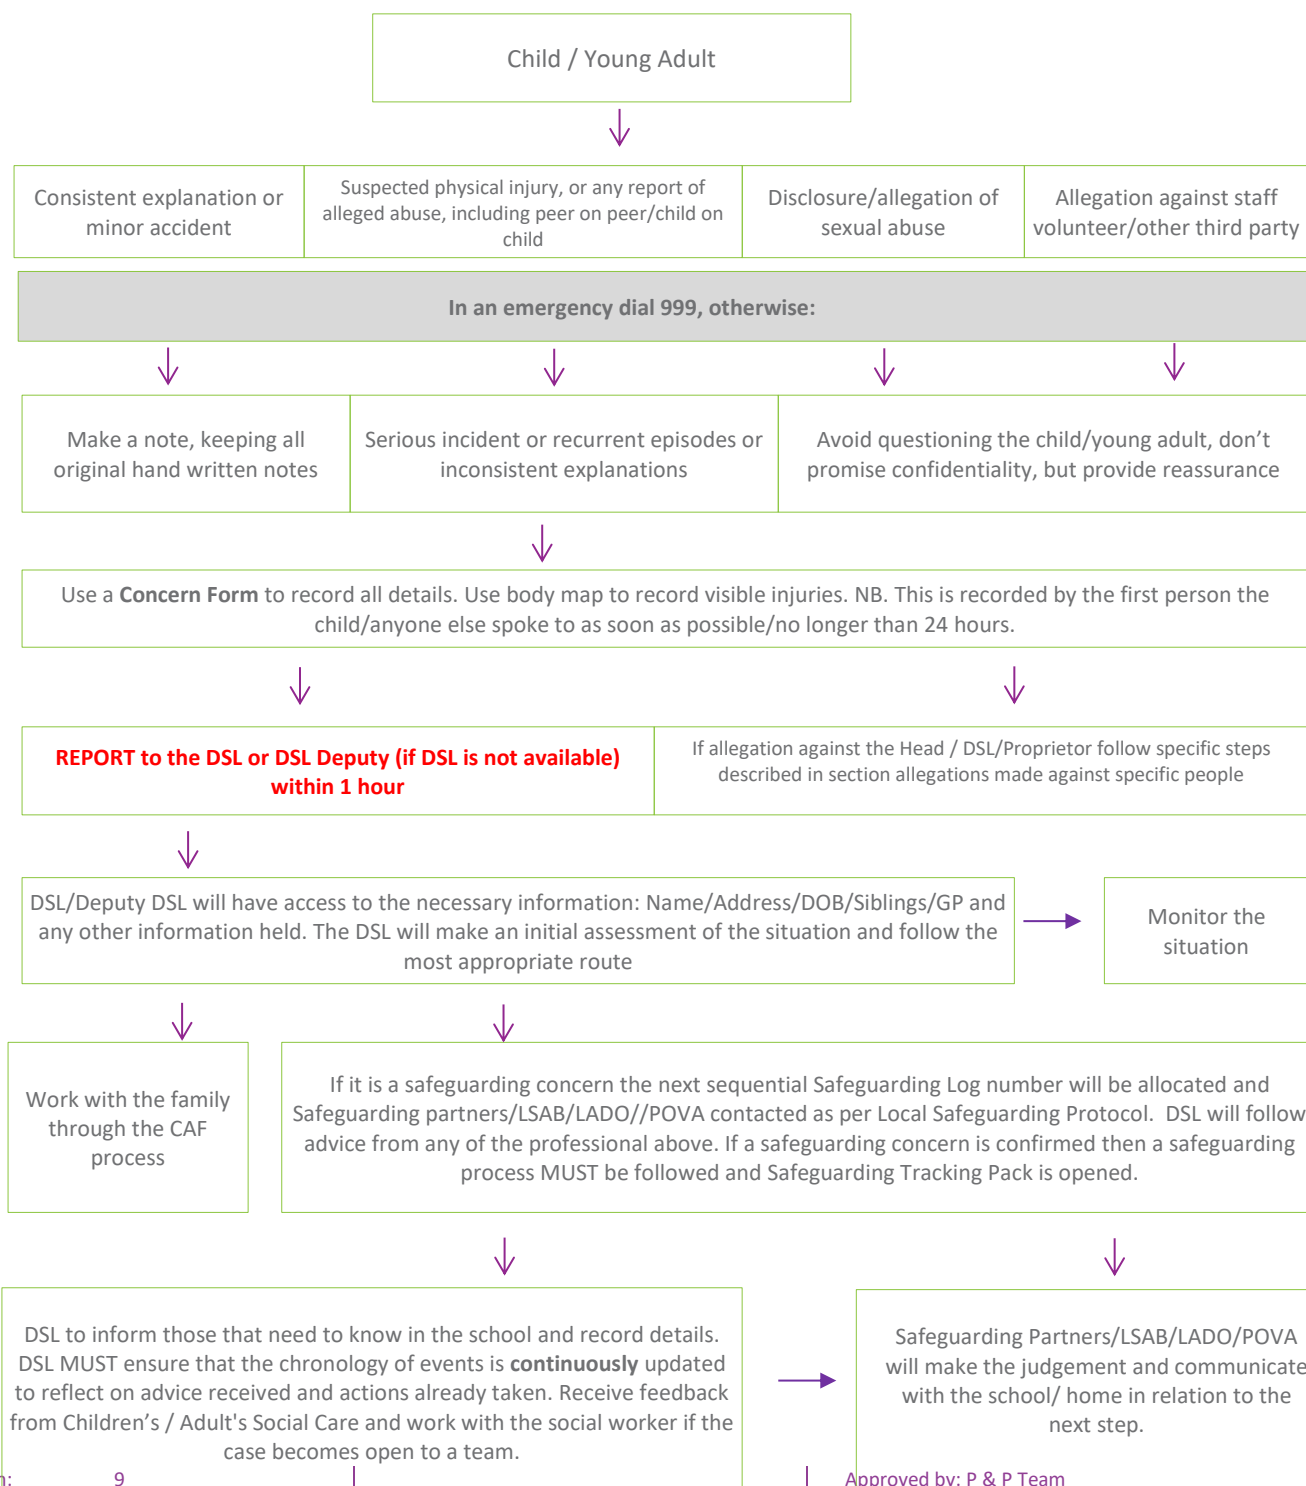 Child / Young Adult
Consistent explanation or
minor accident
Suspected physical injury, or any report of
alleged abuse, including peer on peer/child on
child
Disclosure/allegation of
sexual abuse
Allegation against staff
volunteer/other third party
In an emergency dial 999, otherwise:
Make a note, keeping all
original hand written notes
Serious incident or recurrent episodes or
inconsistent explanations
Avoid questioning the child/young adult, don’t
promise confidentiality, but provide reassurance
Use a Concern Form to record all details. Use body map to record visible injuries. NB. This is recorded by the first person the
child/anyone else spoke to as soon as possible/no longer than 24 hours.
REPORT to the DSL or DSL Deputy (if DSL is not available)
within 1 hour
If allegation against the Head / DSL/Proprietor follow specific steps
described in section allegations made against specific people
DSL/Deputy DSL will have access to the necessary information: Name/Address/DOB/Siblings/GP and
any other information held. The DSL will make an initial assessment of the situation and follow the
most appropriate route
Monitor the
situation
Work with the family
through the CAF
process
If it is a safeguarding concern the next sequential Safeguarding Log number will be allocated and
Safeguarding partners/LSAB/LADO//POVA contacted as per Local Safeguarding Protocol. DSL will follow
advice from any of the professional above. If a safeguarding concern is confirmed then a safeguarding
process MUST be followed and Safeguarding Tracking Pack is opened.
DSL to inform those that need to know in the school and record details.
DSL MUST ensure that the chronology of events is continuously updated
to reflect on advice received and actions already taken. Receive feedback
from Children’s / Adult's Social Care and work with the social worker if the
case becomes open to a team.
Safeguarding Partners/LSAB/LADO/POVA
will make the judgement and communicate
with the school/ home in relation to the
next step.
9
Approved by: P & P Team